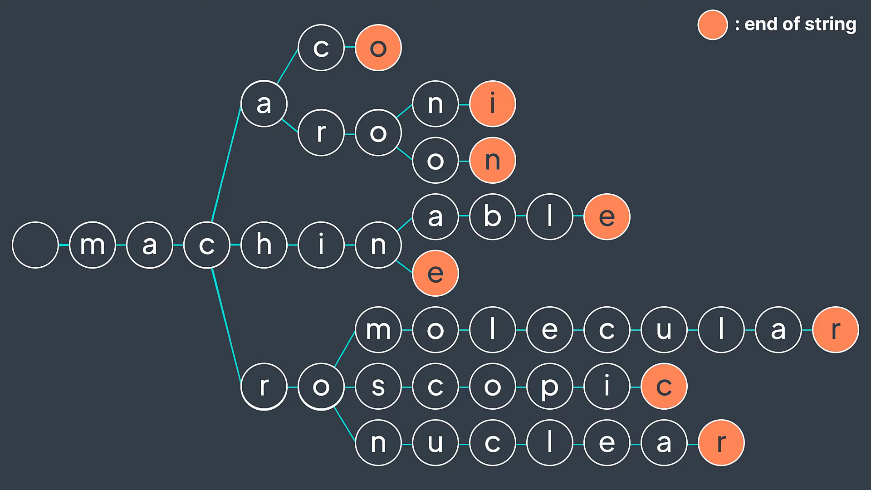 : end of string
c o
a n i
r o
o n
a b l e
m a c h i n
e
m o l e c u l a r
r o s c o p i c
n u c l e a r